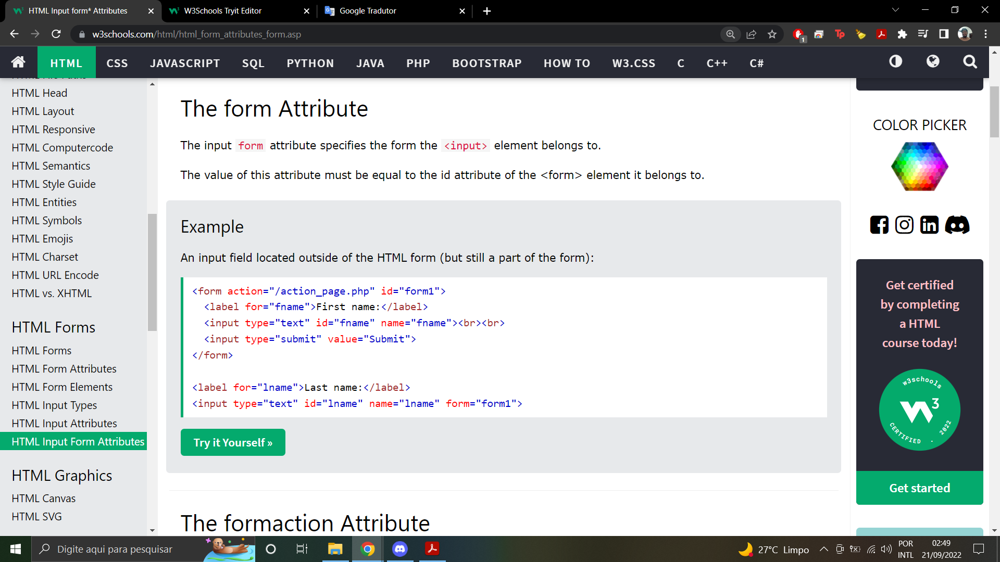 HTML Input form* Attributes
W3Schools Tryit Editor
Google Tradutor
w3schools.com/html/html_form_attributes_form.asp
1
HTML CSS JAVASCRIPT SQL PYTHON JAVA PHP BOOTSTRAP HOW TO W3.CSS C C++ C#
HTML File Paths
HTML Head
HTML Layout
HTML Responsive
HTML Computercode
HTML Semantics
HTML Style Guide
HTML Entities
HTML Symbols
HTML Emojis
HTML Charset
HTML URL Encode
HTML vs. XHTML
HTML Forms
HTML Forms
HTML Form Attributes
HTML Form Elements
HTML Input Types
HTML Input Attributes
HTML Input Form Attributes
HTML Graphics
HTML Canvas
HTML SVG
The form Attribute
The input form attribute specifies the form the <input> element belongs to.
The value of this attribute must be equal to the id attribute of the <form> element it belongs to.
Example
An input field located outside of the HTML form (but still a part of the form):
<form action="/action_page.php" id="form1">
  <label for="fname">First name:</label>
  <input type="text" id="fname" name="fname"><br><br>
  <input type="submit" value="Submit">
</form>
<label for="lname">Last name:</label>
<input type="text" id="lname" name="lname" form="form1">
Try it Yourself »
The formaction Attribute
COLOR PICKER
Get certified
by completing
a HTML
course today!
w3schools
W3
CERTIFIED . 2022
Get started
Digite aqui para pesquisar
27°C Limpo
POR
INTL
02:49
21/09/2022